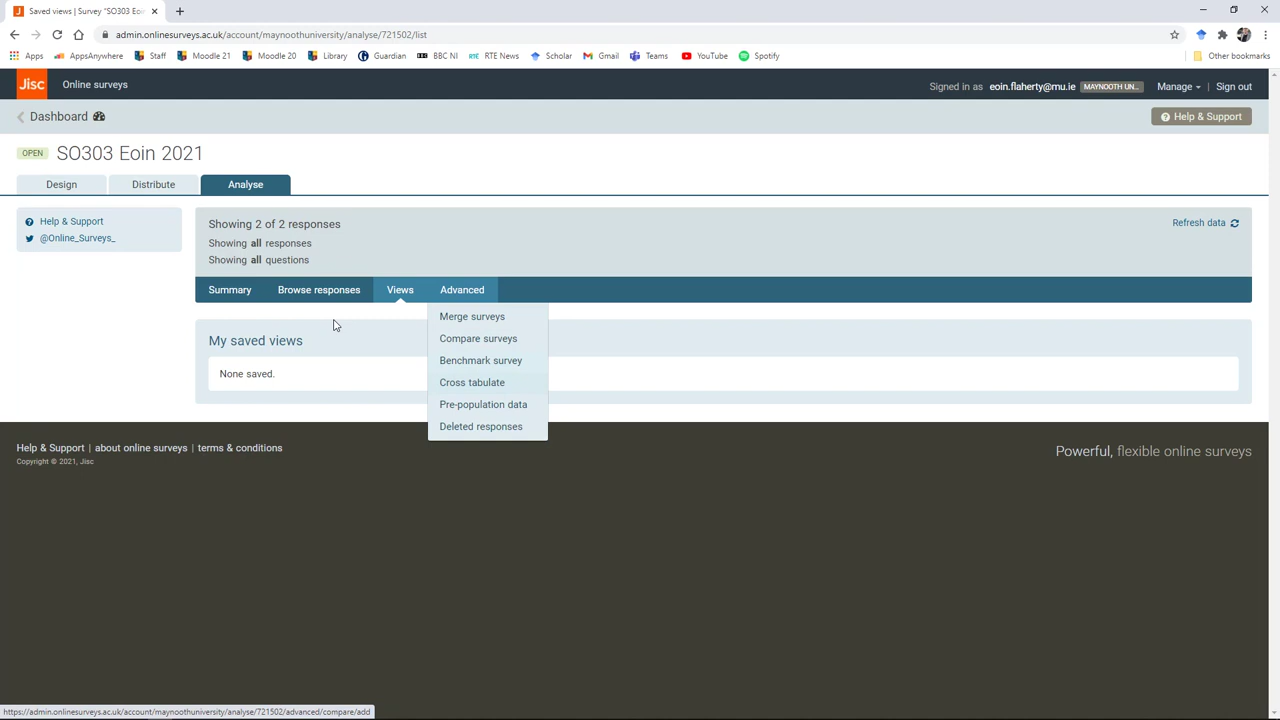 Saved views | Survey "SO303 Eoin
admin.onlinesurveys.ac.uk/account/maynoothuniversity/analyse/721502/list
Apps AppsAnywhere Staff Moodle 21 Moodle 20 Library Guardian BBC NI RTE News Scholar Gmail Teams YouTube Spotify Other bookmarks
Jisc Online surveys Signed in as eoin.flaherty@mu.ie MAYNOOTH UN... Manage | Sign out
Dashboard Help & Support
OPEN SO303 Eoin 2021
Design Distribute Analyse
Help & Support
@Online_Surveys_
Showing 2 of 2 responses Refresh data
Showing all responses
Showing all questions
Summary Browse responses Views Advanced
Merge surveys
Compare surveys
Benchmark survey
Cross tabulate
Pre-population data
Deleted responses
My saved views
None saved.
Help & Support | about online surveys | terms & conditions
Copyright © 2021, Jisc
Powerful, flexible online surveys
https://admin.onlinesurveys.ac.uk/account/maynoothuniversity/analyse/721502/advanced/compare/add